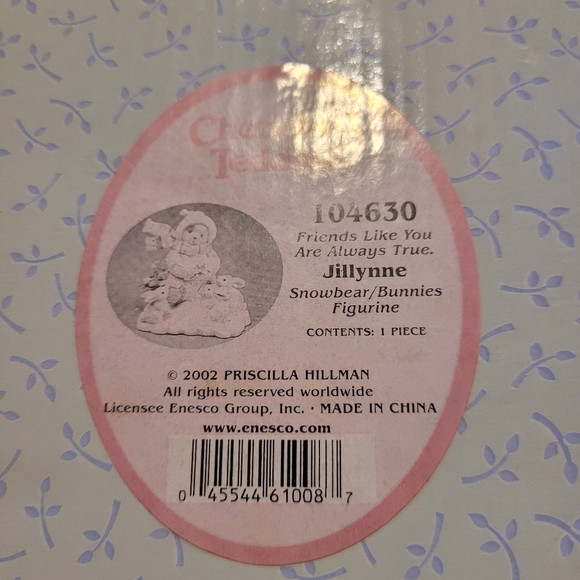 104630
Friends Like You
Are Always True.
Jillynne
Snowbear/Bunnies
Figurine
CONTENTS: 1 PIECE
© 2002 PRISCILLA HILLMAN
All rights reserved worldwide
Licensee Enesco Group, Inc. · MADE IN CHINA
www.enesco.com
0 45544 61008 7